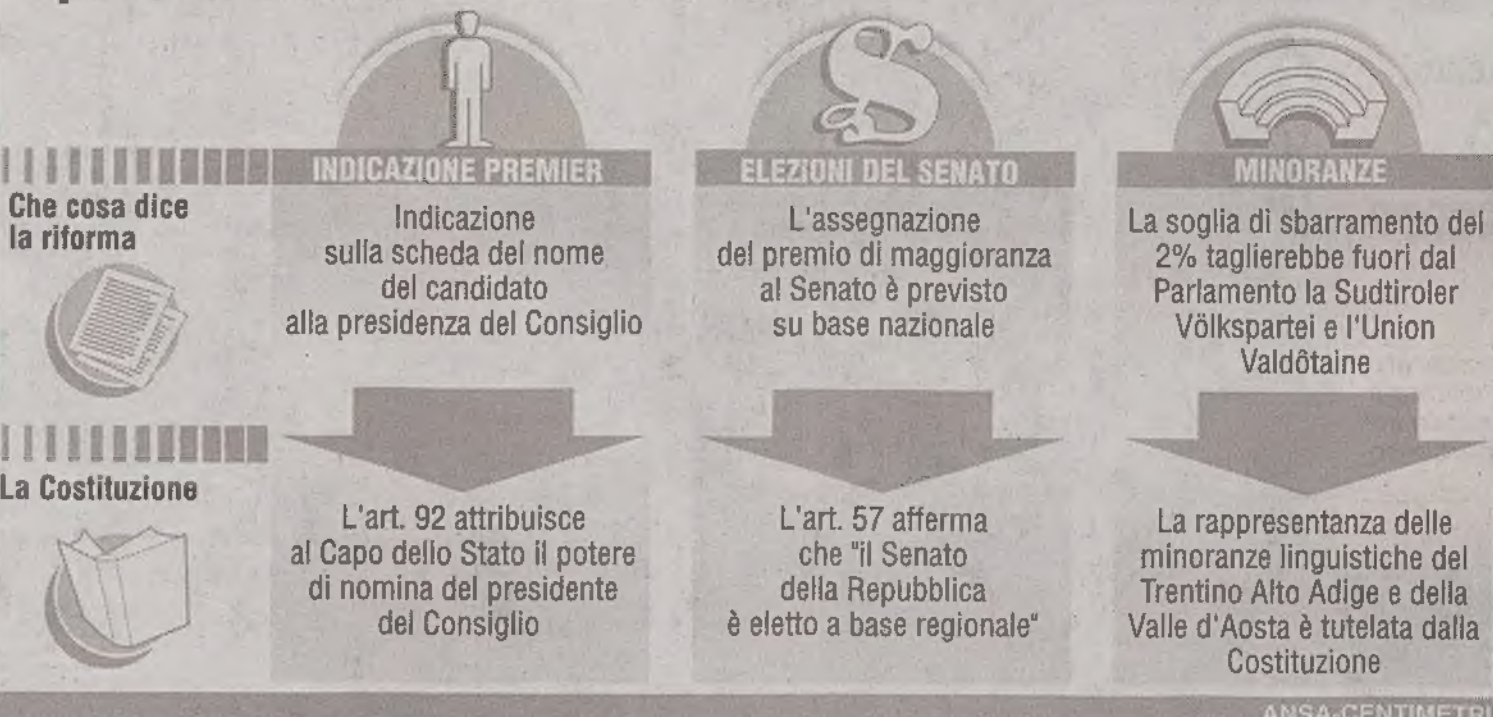 INDICAZIONE PREMIER
ELEZIONI DEL SENATO
MINORANZE
Che cosa dice
la riforma
Indicazione
sulla scheda del nome
del candidato
alla presidenza del Consiglio
L'assegnazione
del premio di maggioranza
al Senato è previsto
su base nazionale
La soglia di sbarramento del
2% taglierebbe fuori dal
Parlamento la Sudtiroler
Völkspartei e l'Union
Valdôtaine
La Costituzione
L'art. 92 attribuisce
al Capo dello Stato il potere
di nomina del presidente
del Consiglio
L'art. 57 afferma
che "il Senato
della Repubblica
è eletto a base regionale"
La rappresentanza delle
minoranze linguistiche del
Trentino Alto Adige e della
Valle d'Aosta è tutelata dalla
Costituzione
ANSA-CENTIMETRI